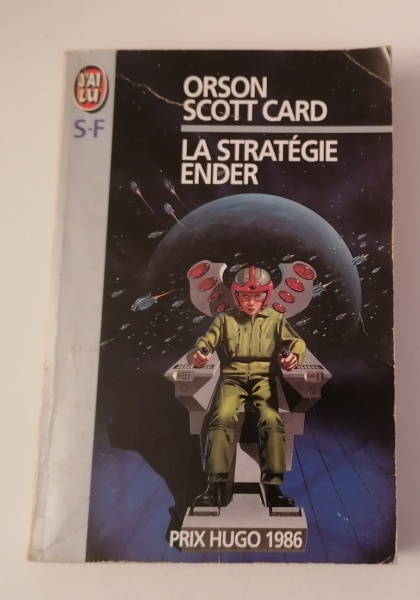 J'AI
LU
S-F
ORSON
SCOTT CARD
LA STRATÉGIE
ENDER
PRIX HUGO 1986